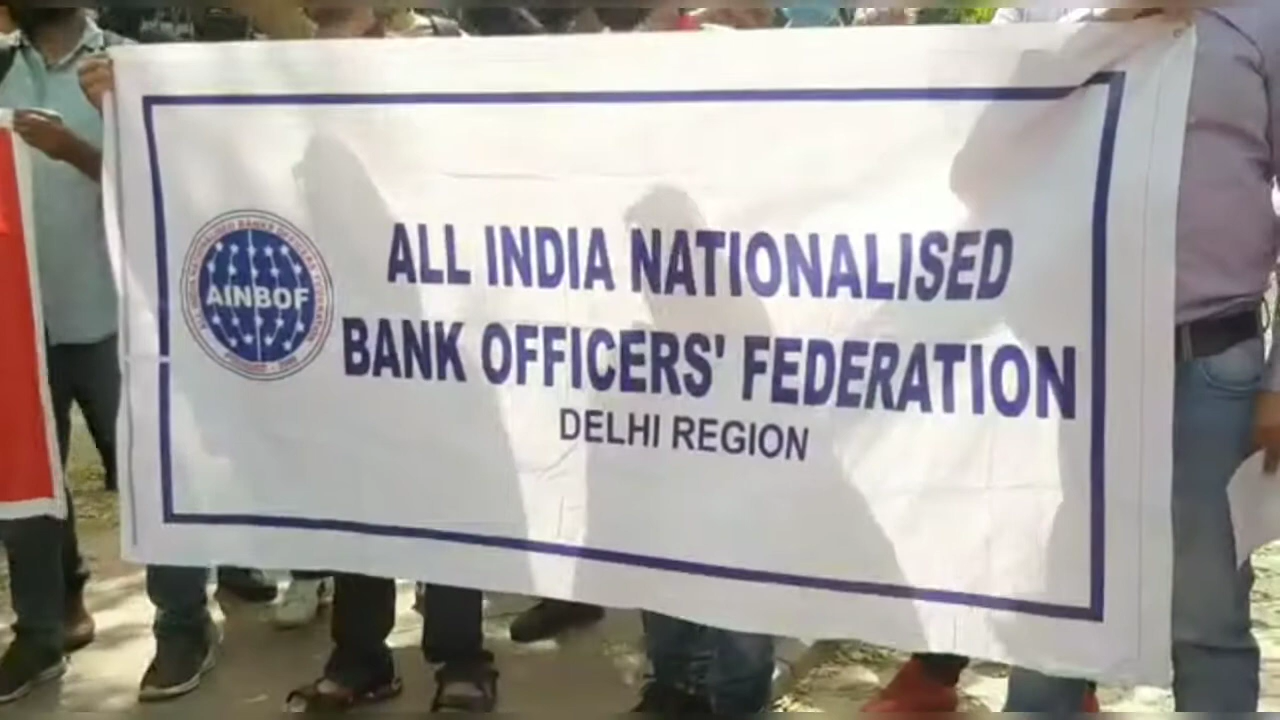 ALL INDIA NATIONALISED
BANK OFFICERS' FEDERATION
DELHI REGION
AINBOF